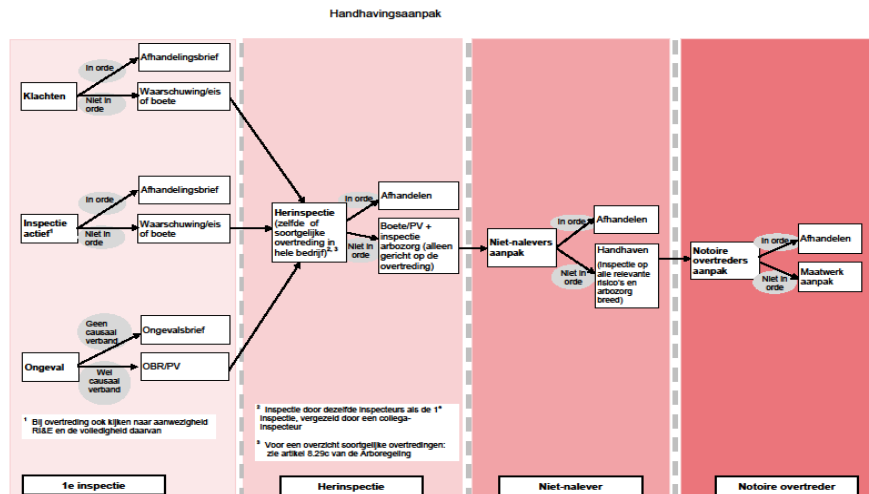 Handhavingsaanpak
Klachten
In orde
Niet in
orde
Afhandelingsbrief
Waarschuwing/eis
of boete
Inspectie
actief¹
In orde
Niet in
orde
Afhandelingsbrief
Waarschuwing/eis
of boete
Ongeval
Geen
causaal
verband
Wel
causaal
verband
Ongevalsbrief
OBR/PV
¹ Bij overtreding ook kijken naar aanwezigheid
RI&E en de volledigheid daarvan
1e inspectie
Herinspectie
(zelfde of
soortgelijke
overtreding in
hele bedrijf)², ³
In orde
Niet in
orde
Afhandelen
Boete/PV +
inspectie
arbozorg (alleen
gericht op de
overtreding)
² Inspectie door dezelfde inspecteurs als de 1ᵉ
inspectie, vergezeld door een collega-
inspecteur
³ Voor een overzicht soortgelijke overtredingen:
zie artikel 8.29c van de Arboregeling
Herinspectie
Niet-nalevers
aanpak
In orde
Niet in
orde
Afhandelen
Handhaven
(inspectie op
alle relevante
risico's en
arbozorg
breed)
Niet-nalever
Notoire
overtreders
aanpak
In orde
Niet in
orde
Afhandelen
Maatwerk
aanpak
Notoire overtreder